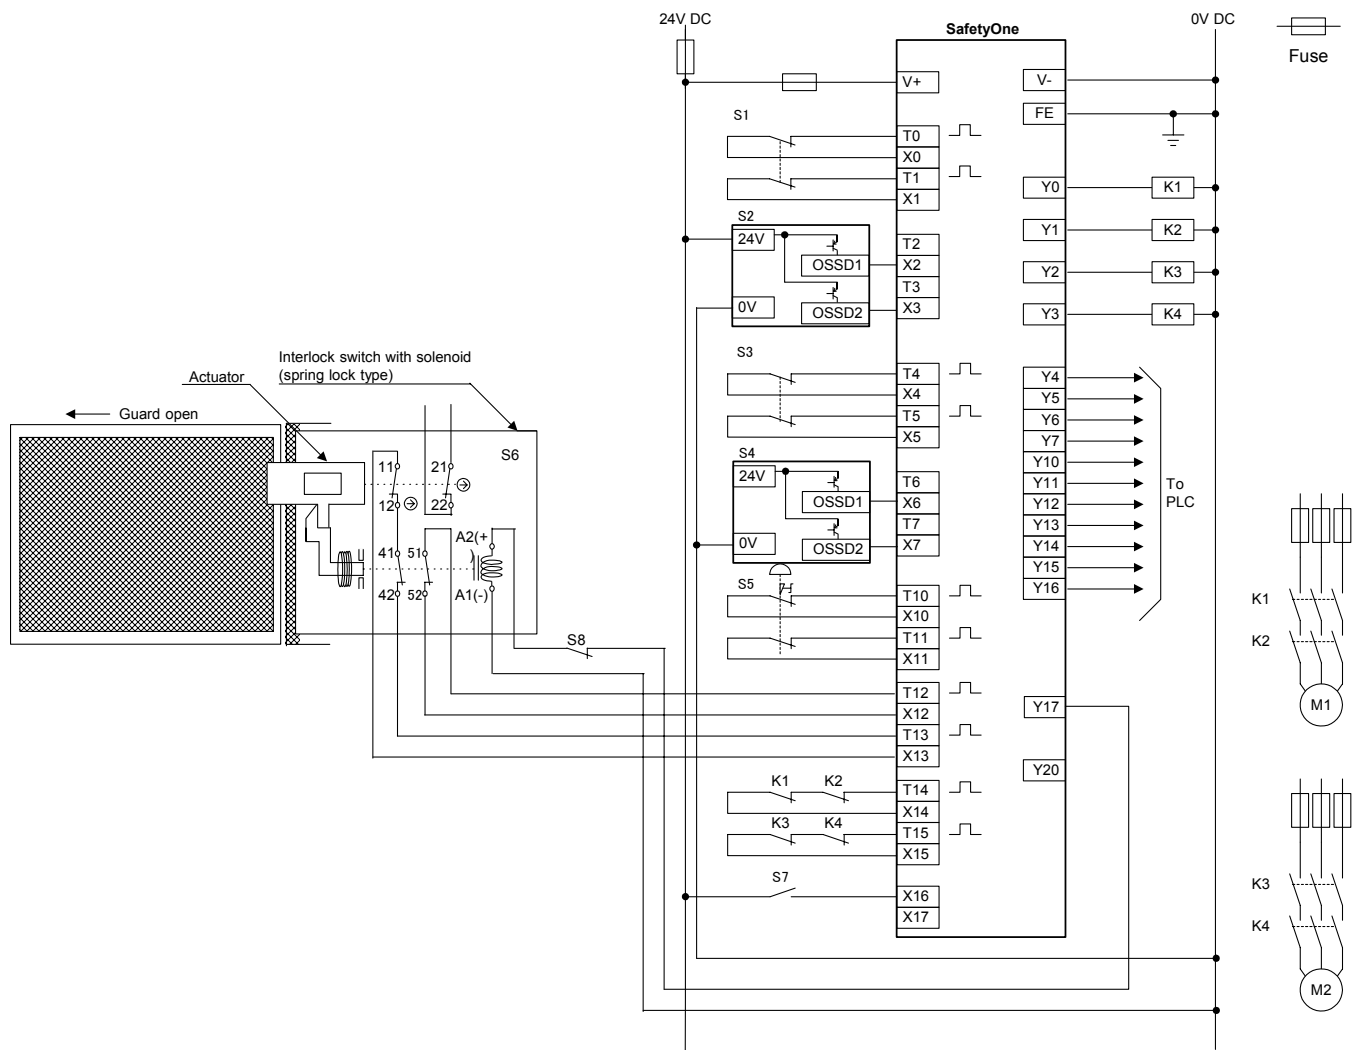 24V DC
0V DC
SafetyOne
Fuse
V+
V-
FE
S1
T0
X0
T1
X1
Y0
K1
Y1
K2
Y2
K3
Y3
K4
S2
24V
OSSD1
0V
OSSD2
T2
X2
T3
X3
S3
T4
X4
T5
X5
Y4
Y5
Y6
Y7
Y10
Y11
Y12
Y13
Y14
Y15
Y16
To
PLC
Interlock switch with solenoid
(spring lock type)
Actuator
Guard open
S6
11
21
12
22
41
51
A2(+
)
42
52
A1(-)
S4
24V
OSSD1
0V
OSSD2
T6
X6
T7
X7
S5
T10
X10
T11
X11
S8
T12
X12
T13
X13
Y17
Y20
K1
K2
T14
X14
K3
K4
T15
X15
S7
X16
X17
K1
K2
M1
K3
K4
M2